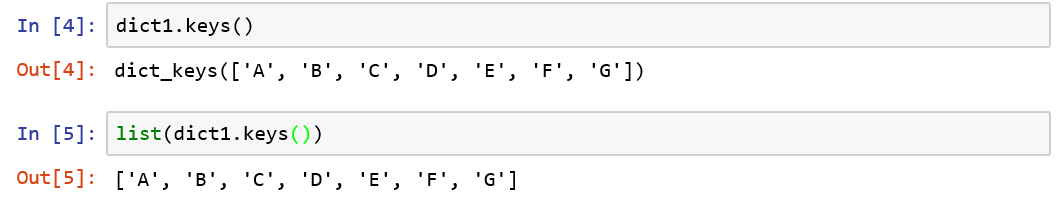 In [4]: dict1.keys()
Out[4]: dict_keys(['A', 'B', 'C', 'D', 'E', 'F', 'G'])
In [5]: list(dict1.keys())
Out[5]: ['A', 'B', 'C', 'D', 'E', 'F', 'G']